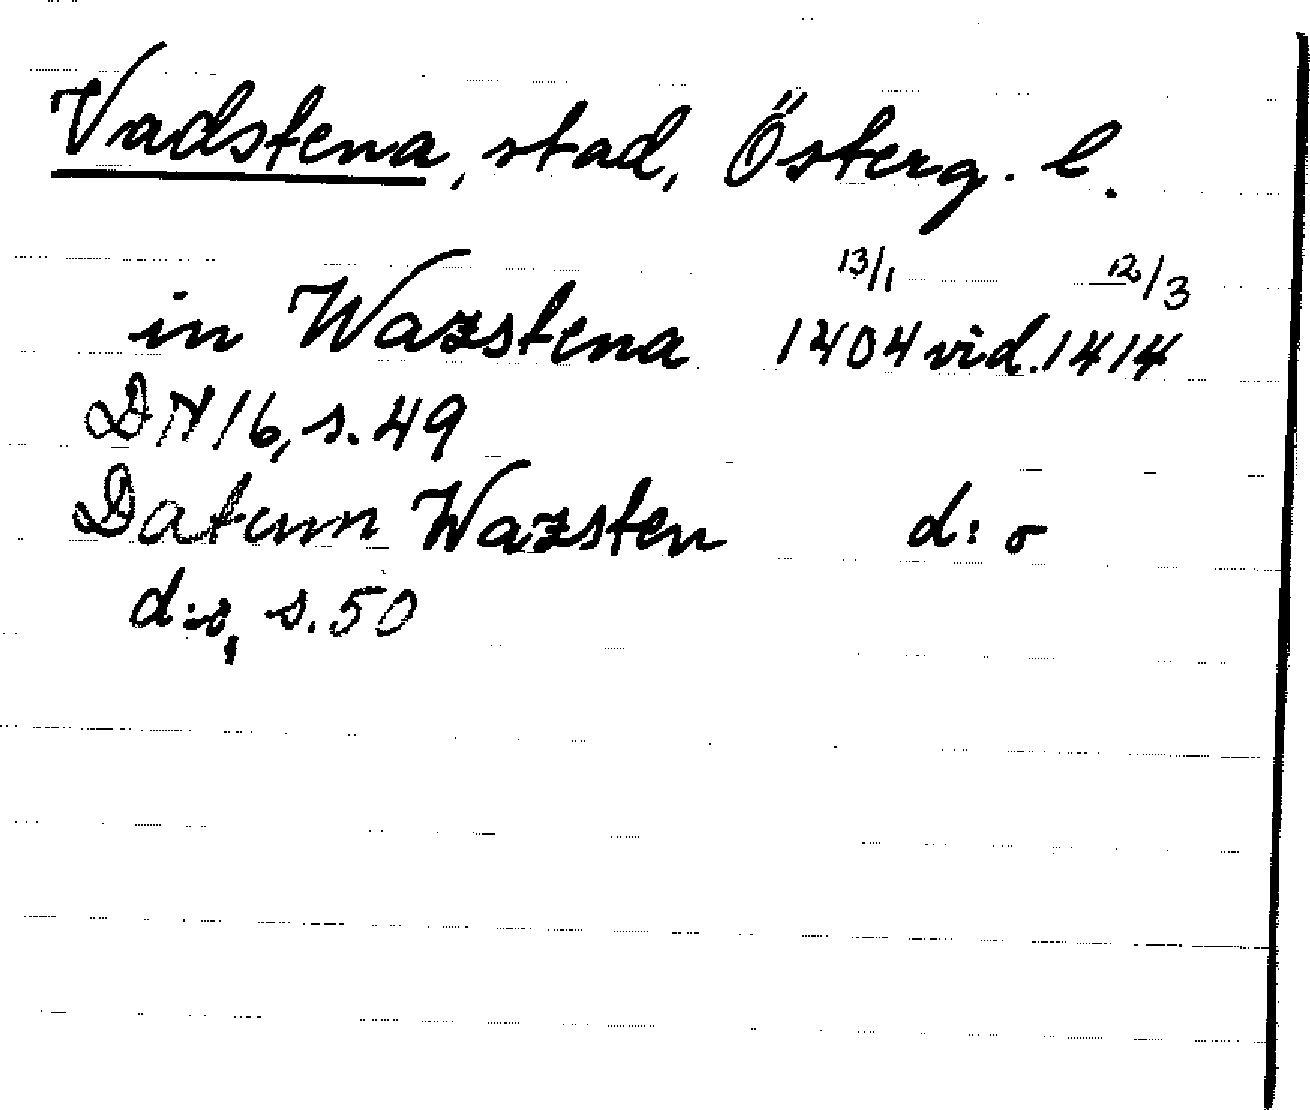 Vadstena, stad, Österg. l.
in Wazstena 13/1 1404 vid. 12/3 1414
DN 16, s. 49
Datum Wazsten d:o
d:o, s. 50